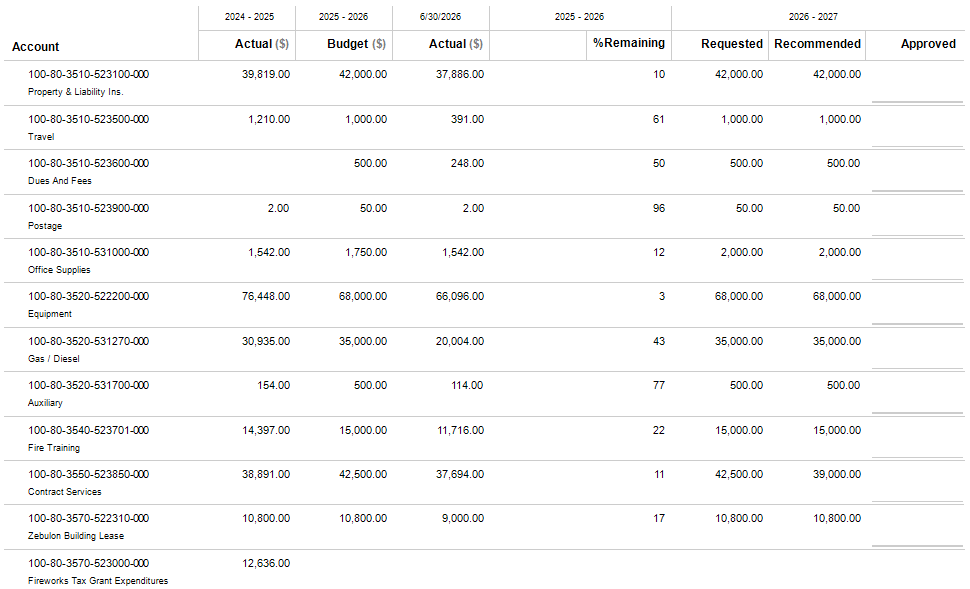 2024 - 2025 2025 - 2026 6/30/2026 2025 - 2026 2026 - 2027
Account Actual ($) Budget ($) Actual ($) %Remaining Requested Recommended Approved
100-80-3510-523100-000 39,819.00 42,000.00 37,886.00 10 42,000.00 42,000.00
Property & Liability Ins.
100-80-3510-523500-000 1,210.00 1,000.00 391.00 61 1,000.00 1,000.00
Travel
100-80-3510-523600-000 500.00 248.00 50 500.00 500.00
Dues And Fees
100-80-3510-523900-000 2.00 50.00 2.00 96 50.00 50.00
Postage
100-80-3510-531000-000 1,542.00 1,750.00 1,542.00 12 2,000.00 2,000.00
Office Supplies
100-80-3520-522200-000 76,448.00 68,000.00 66,096.00 3 68,000.00 68,000.00
Equipment
100-80-3520-531270-000 30,935.00 35,000.00 20,004.00 43 35,000.00 35,000.00
Gas / Diesel
100-80-3520-531700-000 154.00 500.00 114.00 77 500.00 500.00
Auxiliary
100-80-3540-523701-000 14,397.00 15,000.00 11,716.00 22 15,000.00 15,000.00
Fire Training
100-80-3550-523850-000 38,891.00 42,500.00 37,694.00 11 42,500.00 39,000.00
Contract Services
100-80-3570-522310-000 10,800.00 10,800.00 9,000.00 17 10,800.00 10,800.00
Zebulon Building Lease
100-80-3570-523000-000 12,636.00
Fireworks Tax Grant Expenditures